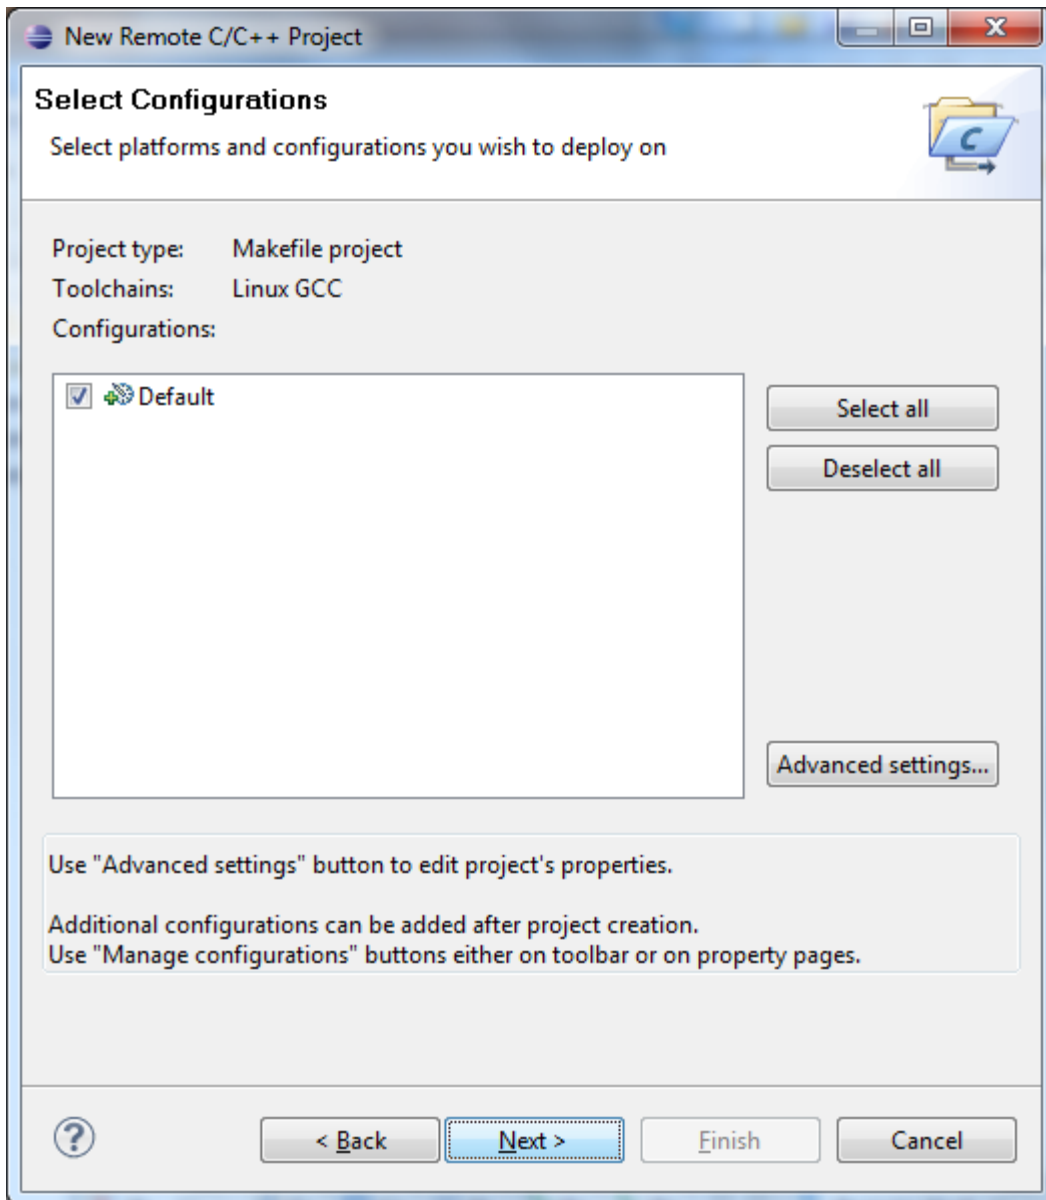 New Remote C/C++ Project
Select Configurations
Select platforms and configurations you wish to deploy on
C
Project type: Makefile project
Toolchains: Linux GCC
Configurations:
Default
Select all
Deselect all
Advanced settings...
Use "Advanced settings" button to edit project's properties.
Additional configurations can be added after project creation.
Use "Manage configurations" buttons either on toolbar or on property pages.
?
< Back
Next >
Finish
Cancel